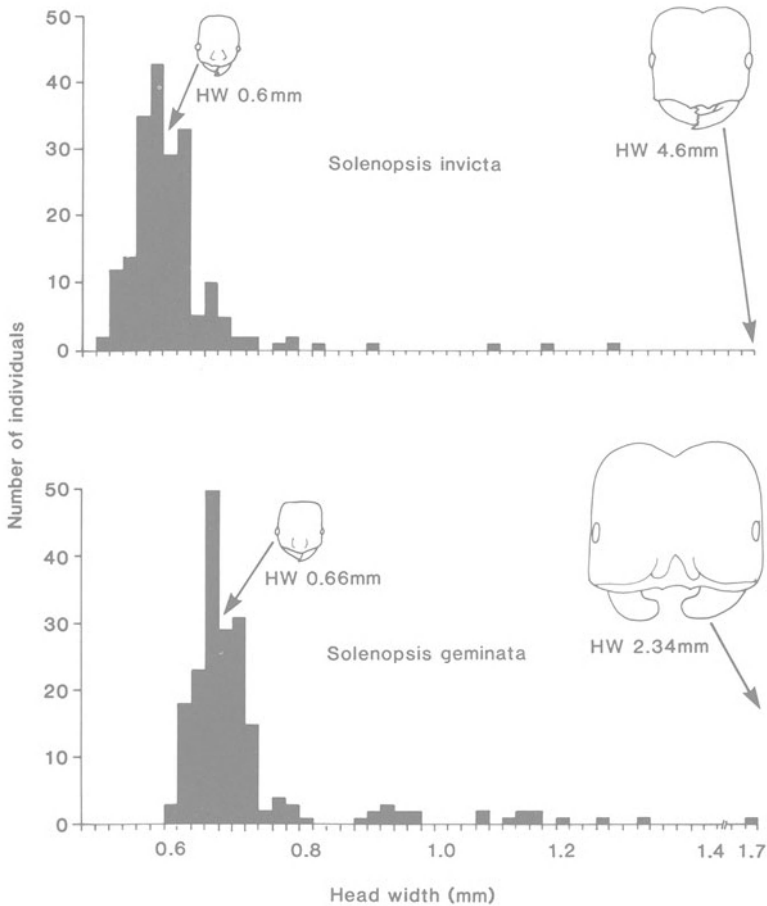 50
40
30
20
10
0
HW 0.6mm
HW 4.6mm
Solenopsis invicta
Number of individuals
50
40
30
20
10
0
HW 0.66mm
HW 2.34mm
Solenopsis geminata
0.6 0.8 1.0 1.2 1.4 1.7
Head width (mm)